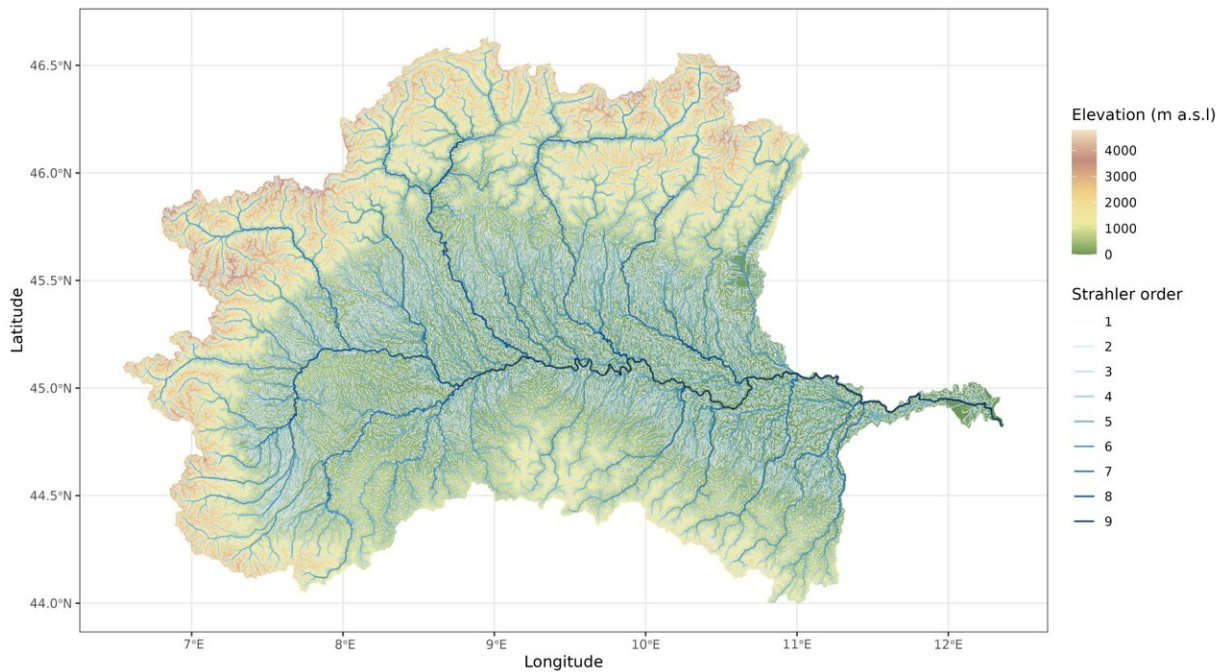 46.5°N
46.0°N
45.5°N
45.0°N
44.5°N
44.0°N
Latitude
7°E 8°E 9°E 10°E 11°E 12°E
Longitude
Elevation (m a.s.l)
4000
3000
2000
1000
0
Strahler order
1
2
3
4
5
6
7
8
9